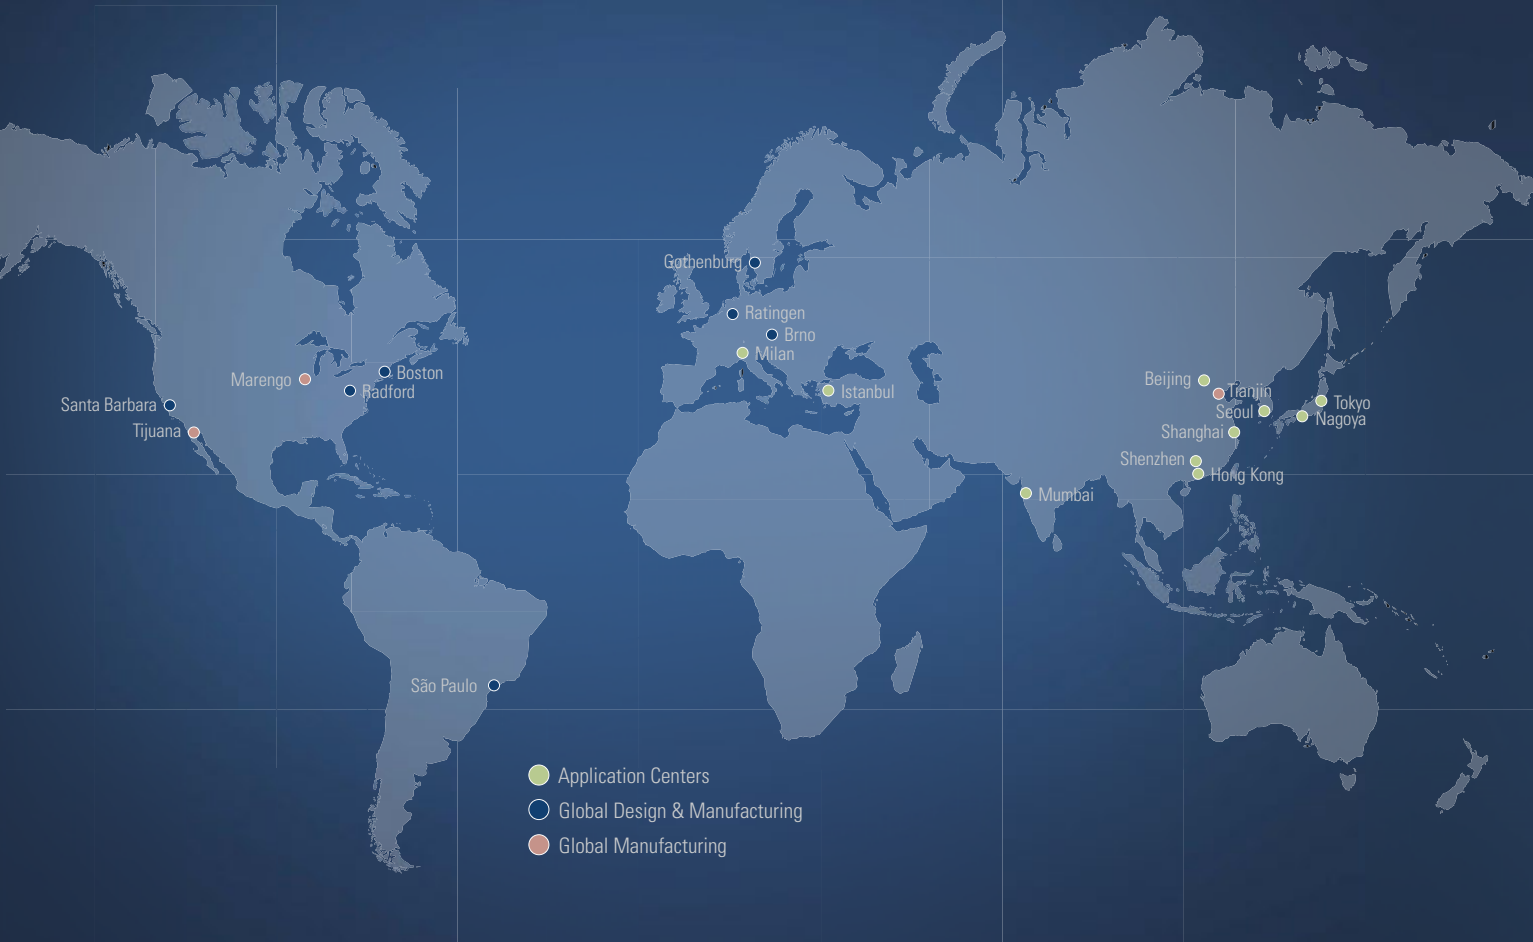 Gothenburg
Ratingen
Brno
Milan
Istanbul
Marengo
Boston
Radford
Santa Barbara
Tijuana
Beijing
Tianjin
Seoul
Tokyo
Nagoya
Shanghai
Shenzhen
Hong Kong
Mumbai
São Paulo
Application Centers
Global Design & Manufacturing
Global Manufacturing